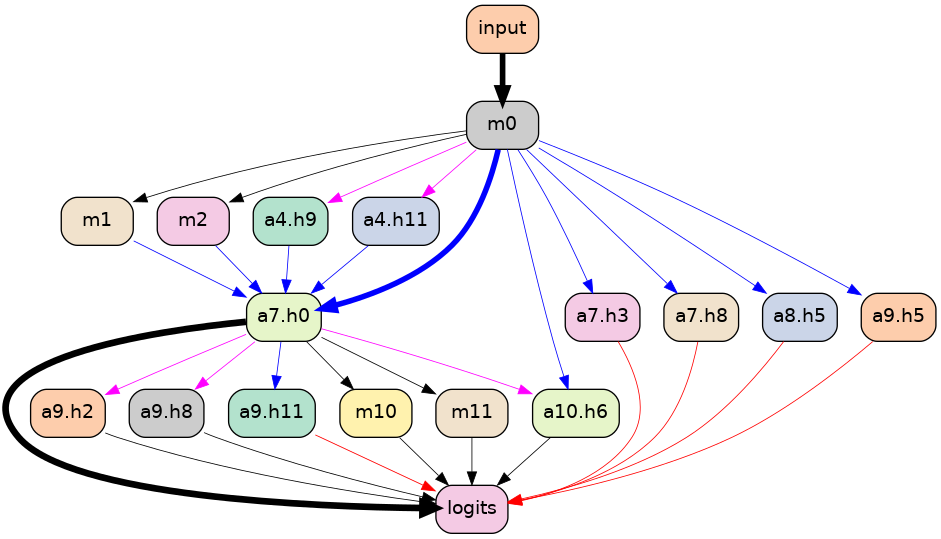 input
m0
m1
m2
a4.h9
a4.h11
a7.h0
a7.h3
a7.h8
a8.h5
a9.h5
a9.h2
a9.h8
a9.h11
m10
m11
a10.h6
logits